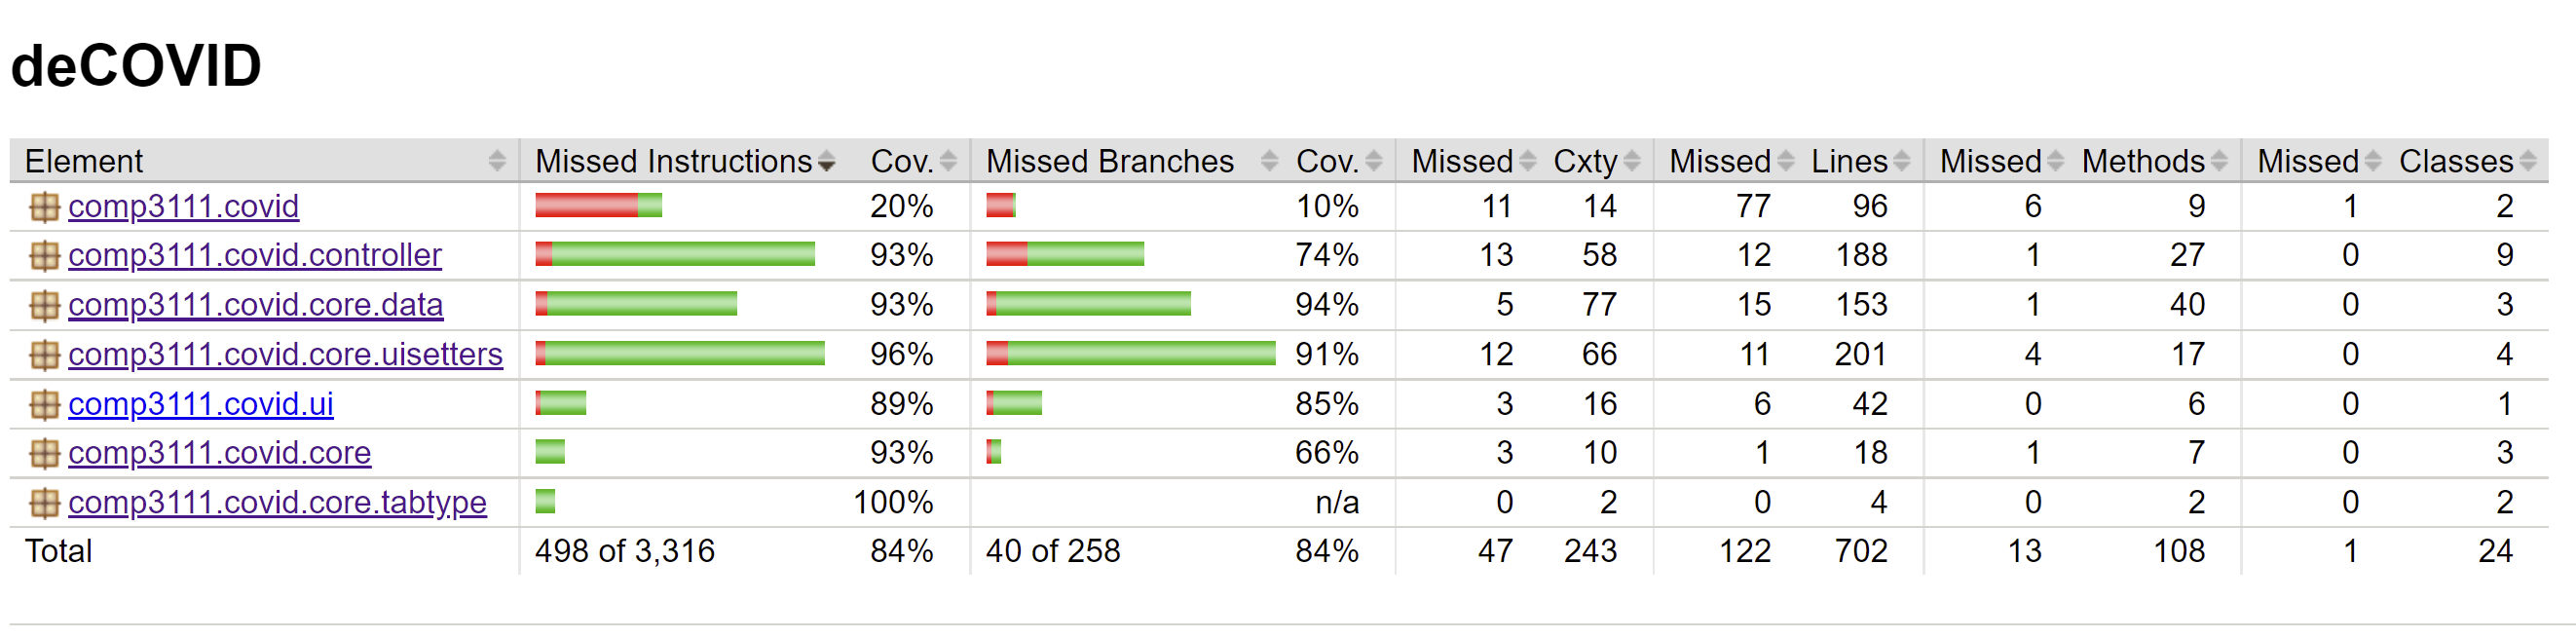 deCOVID
Element Missed Instructions Cov. Missed Branches Cov. Missed Cxty Missed Lines Missed Methods Missed Classes
comp3111.covid 20% 10% 11 14 77 96 6 9 1 2
comp3111.covid.controller 93% 74% 13 58 12 188 1 27 0 9
comp3111.covid.core.data 93% 94% 5 77 15 153 1 40 0 3
comp3111.covid.core.uisetters 96% 91% 12 66 11 201 4 17 0 4
comp3111.covid.ui 89% 85% 3 16 6 42 0 6 0 1
comp3111.covid.core 93% 66% 3 10 1 18 1 7 0 3
comp3111.covid.core.tabtype 100% n/a 0 2 0 4 0 2 0 2
Total 498 of 3,316 84% 40 of 258 84% 47 243 122 702 13 108 1 24